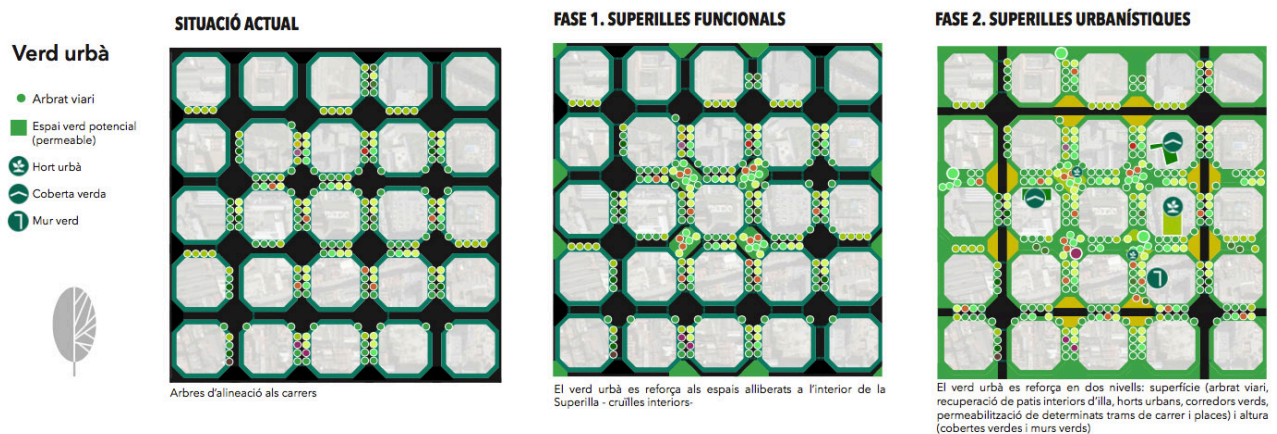 Verd urbà
Arbrat viari
Espai verd potencial
(permeable)
Hort urbà
Coberta verda
Mur verd
SITUACIÓ ACTUAL
Arbres d'alineació als carrers
FASE 1. SUPERILLES FUNCIONALS
El verd urbà es reforça als espais alliberats a l'interior de la
Superilla - cruïlles interiors-
FASE 2. SUPERILLES URBANÍSTIQUES
El verd urbà es reforça en dos nivells: superfície (arbrat viari,
recuperació de patis interiors d'illa, horts urbans, corredors verds,
permeabilització de determinats trams de carrer i places) i altura
(cobertes verdes i murs verds)